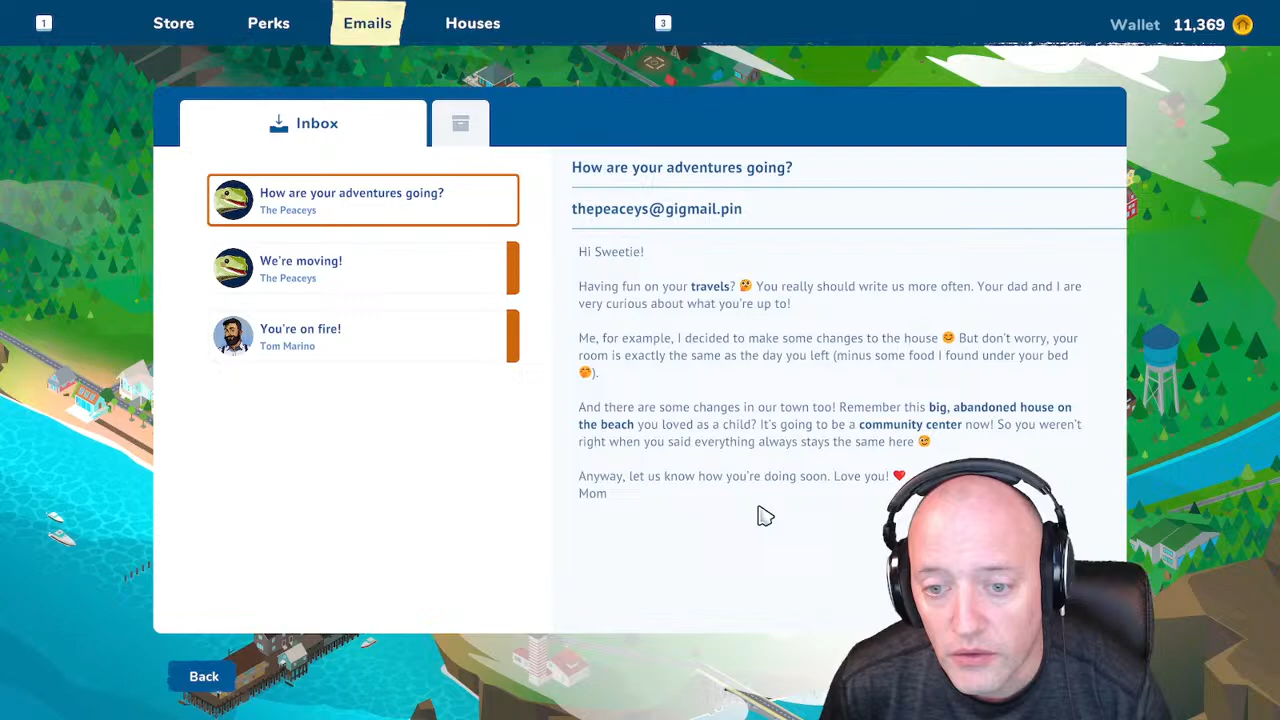 1
Store
Perks
Emails
Houses
3
Wallet 11,369
Inbox
How are your adventures going?
The Peaceys
We're moving!
The Peaceys
You're on fire!
Tom Marino
How are your adventures going?
thepeaceys@gigmail.pin
Hi Sweetie!
Having fun on your travels? 🤔 You really should write us more often. Your dad and I are
very curious about what you're up to!
Me, for example, I decided to make some changes to the house 😊 But don't worry, your
room is exactly the same as the day you left (minus some food I found under your bed
🤭).
And there are some changes in our town too! Remember this big, abandoned house on
the beach you loved as a child? It's going to be a community center now! So you weren't
right when you said everything always stays the same here 😉
Anyway, let us know how you're doing soon. Love you! ❤️
Mom
Back